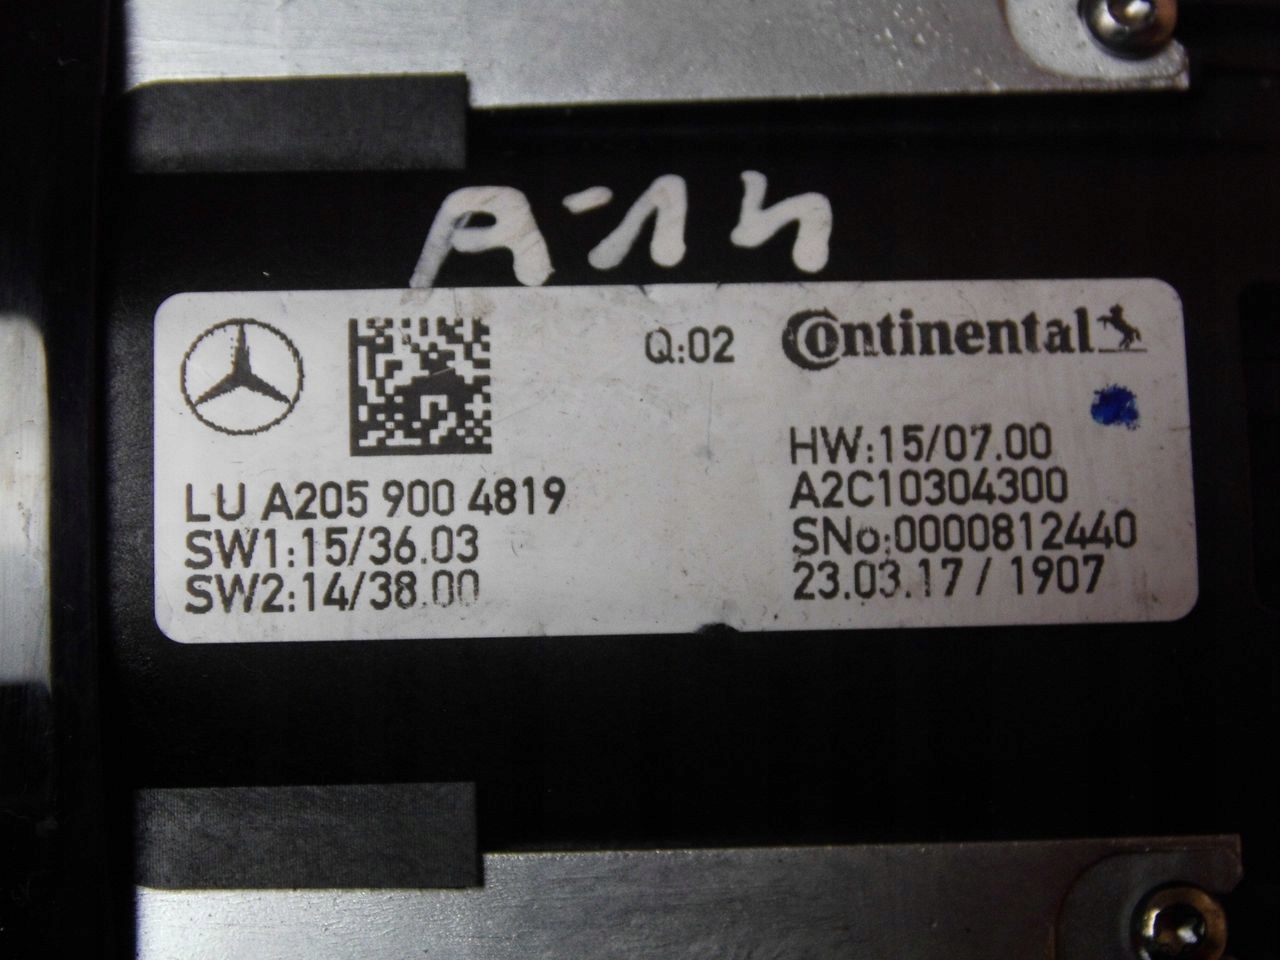 A-14
Q:02
Continental
HW:15/07.00
LU A205 900 4819
A2C10304300
SW1:15/36.03
SNo:0000812440
SW2:14/38.00
23.03.17 / 1907